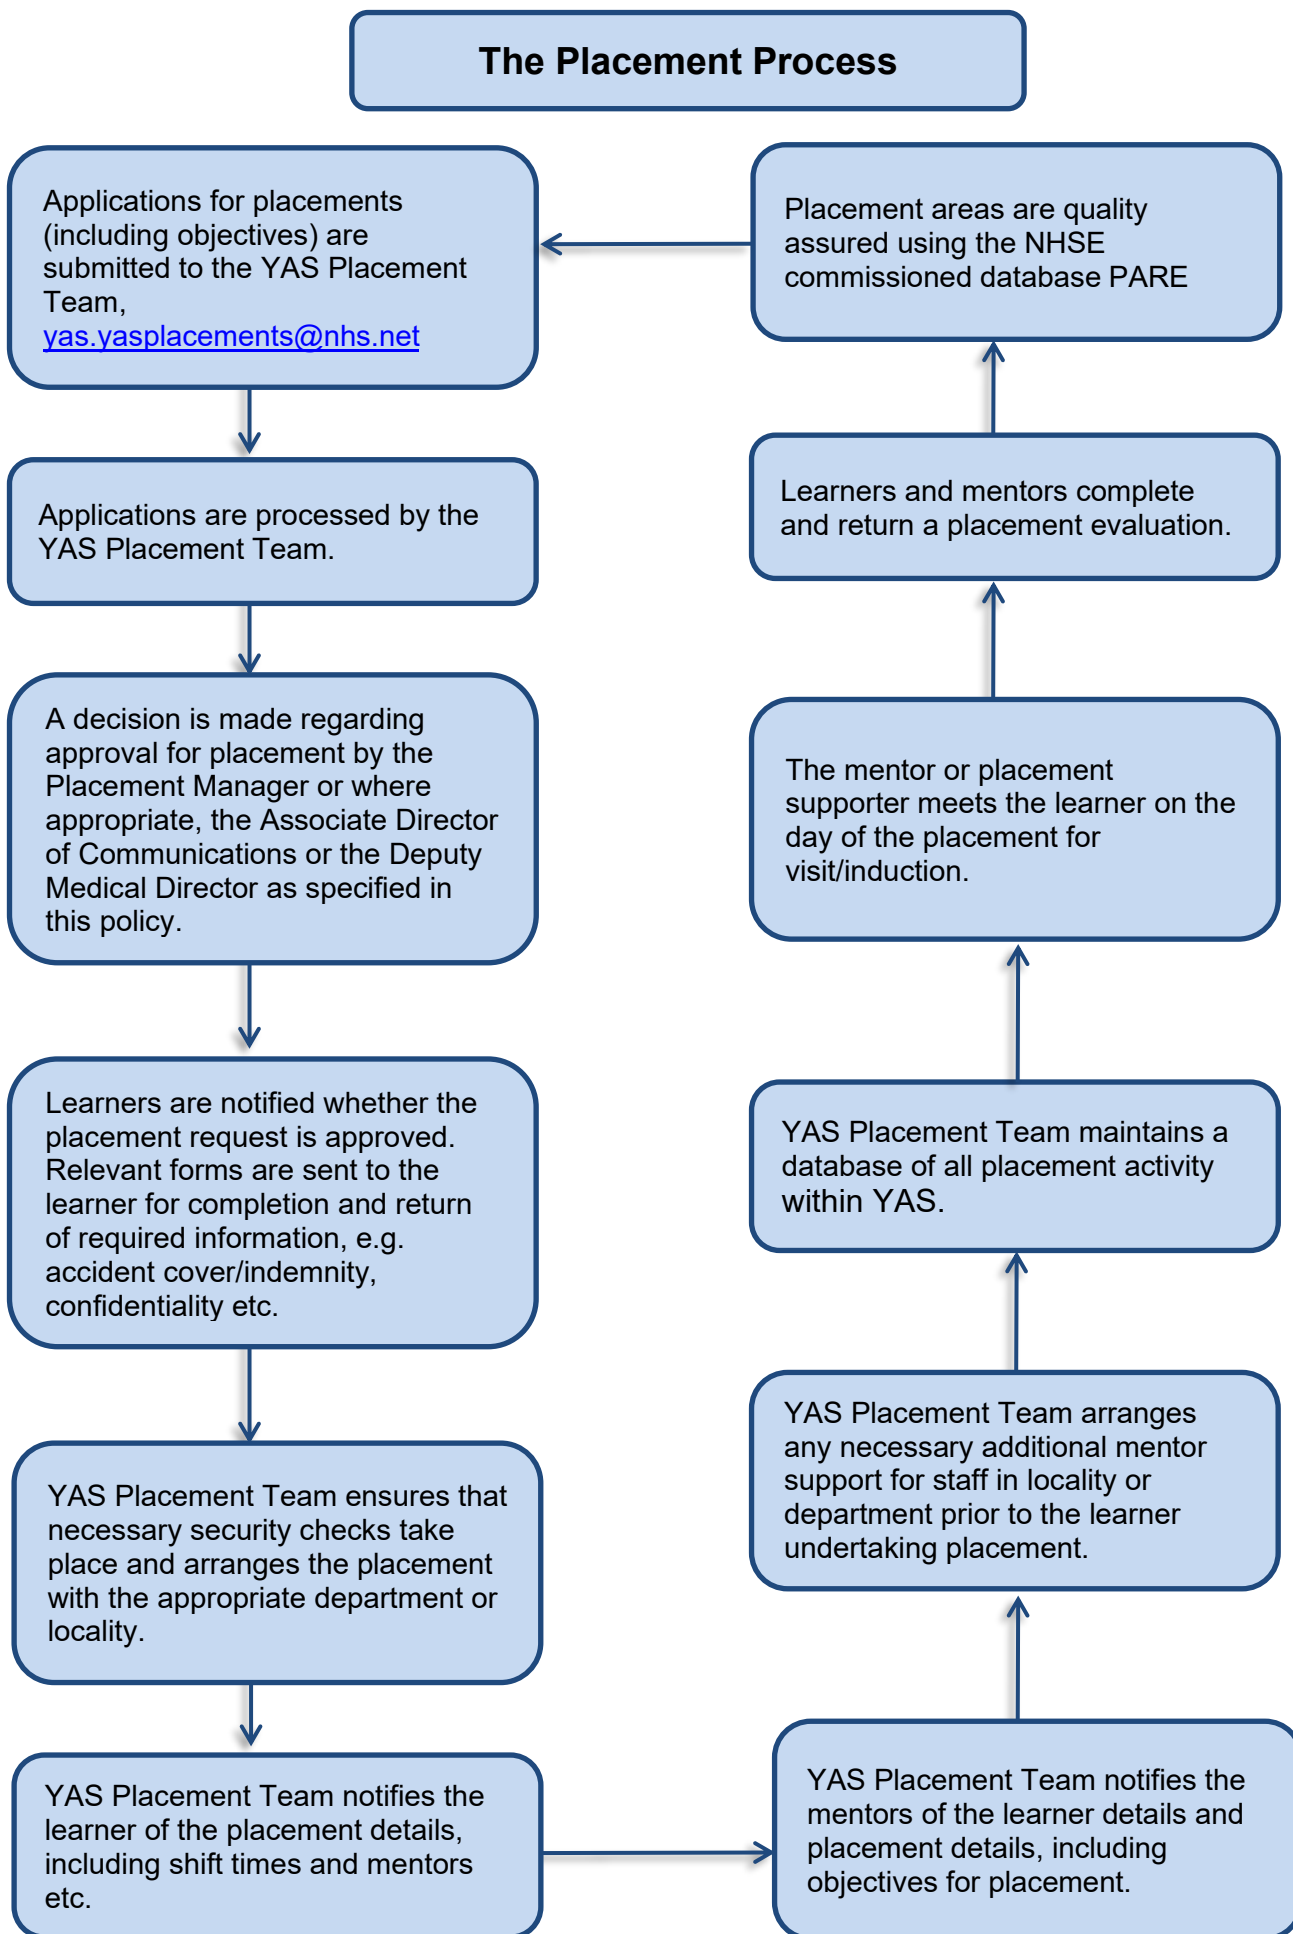 The Placement Process
Applications for placements
(including objectives) are
submitted to the YAS Placement
Team,
yas.yasplacements@nhs.net
Applications are processed by the
YAS Placement Team.
A decision is made regarding
approval for placement by the
Placement Manager or where
appropriate, the Associate Director
of Communications or the Deputy
Medical Director as specified in
this policy.
Learners are notified whether the
placement request is approved.
Relevant forms are sent to the
learner for completion and return
of required information, e.g.
accident cover/indemnity,
confidentiality etc.
YAS Placement Team ensures that
necessary security checks take
place and arranges the placement
with the appropriate department or
locality.
YAS Placement Team notifies the
learner of the placement details,
including shift times and mentors
etc.
YAS Placement Team notifies the
mentors of the learner details and
placement details, including
objectives for placement.
YAS Placement Team arranges
any necessary additional mentor
support for staff in locality or
department prior to the learner
undertaking placement.
YAS Placement Team maintains a
database of all placement activity
within YAS.
The mentor or placement
supporter meets the learner on the
day of the placement for
visit/induction.
Learners and mentors complete
and return a placement evaluation.
Placement areas are quality
assured using the NHSE
commissioned database PARE